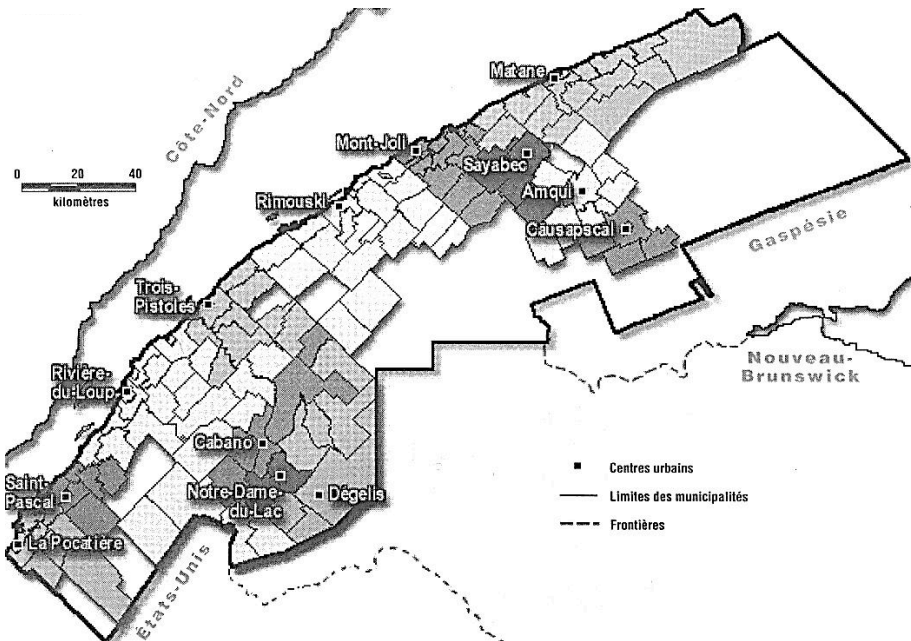 Matane
Côte-Nord
Mont-Joli
Sayabec
0 20 40
kilomètres
Amqui
Rimouski
Causapscal
Gaspésie
Trois-
Pistoles
Nouveau-
Brunswick
Rivière-
du-Loup
Cabano
Centres urbains
Saint-
Pascal
Notre-Dame-
du-Lac
Dégelis
Limites des municipalités
Frontières
La Pocatière
États-Unis